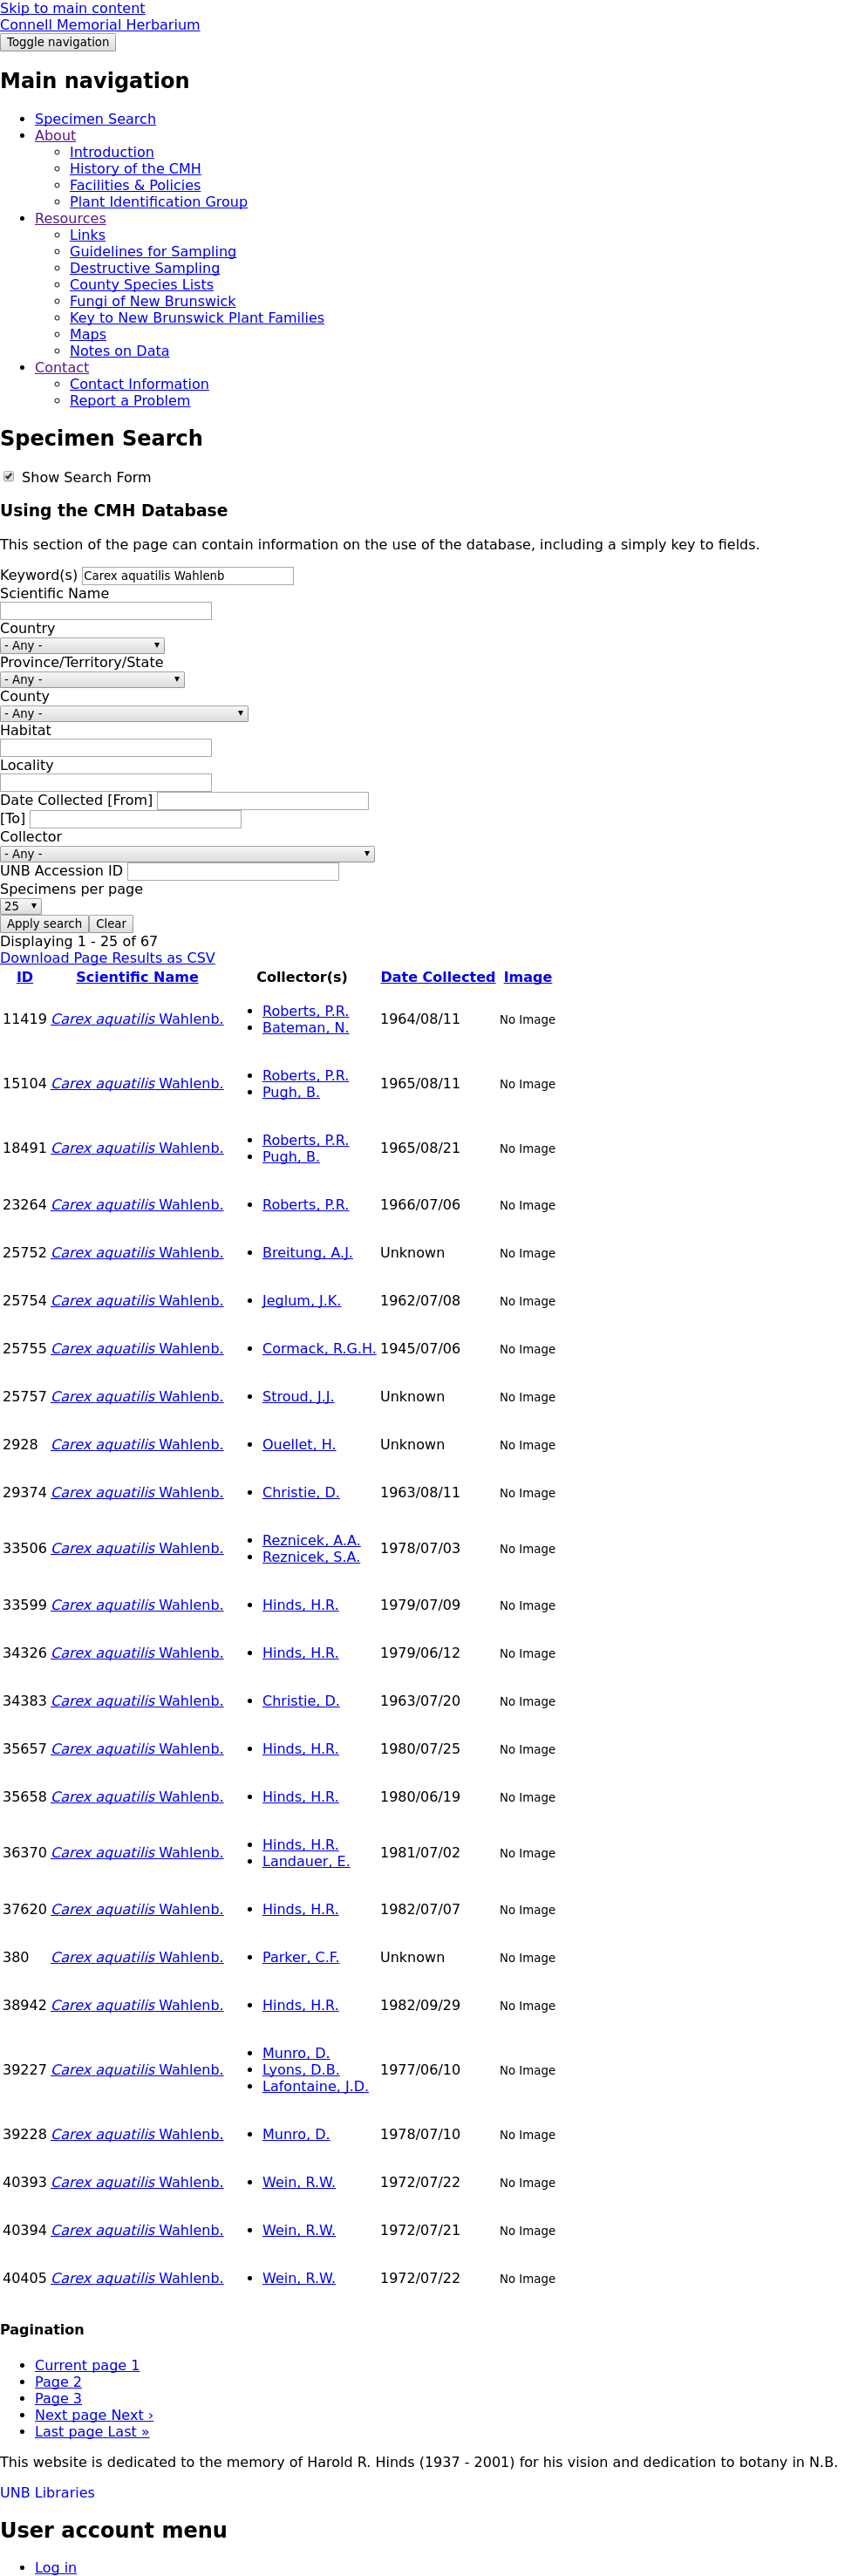 Skip to main content
Connell Memorial Herbarium
Toggle navigation
Main navigation
Specimen Search
About
Introduction
History of the CMH
Facilities & Policies
Plant Identification Group
Resources
Links
Guidelines for Sampling
Destructive Sampling
County Species Lists
Fungi of New Brunswick
Key to New Brunswick Plant Families
Maps
Notes on Data
Contact
Contact Information
Report a Problem
Specimen Search
Show Search Form
Using the CMH Database
This section of the page can contain information on the use of the database, including a simply key to fields.
Keyword(s) Carex aquatilis Wahlenb
Scientific Name
Country
- Any -
Province/Territory/State
- Any -
County
- Any -
Habitat
Locality
Date Collected [From]
[To]
Collector
- Any -
UNB Accession ID
Specimens per page
25
Apply search Clear
Displaying 1 - 25 of 67
Download Page Results as CSV
ID Scientific Name Collector(s) Date Collected Image
11419 Carex aquatilis Wahlenb. Roberts, P.R. Bateman, N. 1964/08/11 No Image
15104 Carex aquatilis Wahlenb. Roberts, P.R. Pugh, B. 1965/08/11 No Image
18491 Carex aquatilis Wahlenb. Roberts, P.R. Pugh, B. 1965/08/21 No Image
23264 Carex aquatilis Wahlenb. Roberts, P.R. 1966/07/06 No Image
25752 Carex aquatilis Wahlenb. Breitung, A.J. Unknown No Image
25754 Carex aquatilis Wahlenb. Jeglum, J.K. 1962/07/08 No Image
25755 Carex aquatilis Wahlenb. Cormack, R.G.H. 1945/07/06 No Image
25757 Carex aquatilis Wahlenb. Stroud, J.J. Unknown No Image
2928 Carex aquatilis Wahlenb. Ouellet, H. Unknown No Image
29374 Carex aquatilis Wahlenb. Christie, D. 1963/08/11 No Image
33506 Carex aquatilis Wahlenb. Reznicek, A.A. Reznicek, S.A. 1978/07/03 No Image
33599 Carex aquatilis Wahlenb. Hinds, H.R. 1979/07/09 No Image
34326 Carex aquatilis Wahlenb. Hinds, H.R. 1979/06/12 No Image
34383 Carex aquatilis Wahlenb. Christie, D. 1963/07/20 No Image
35657 Carex aquatilis Wahlenb. Hinds, H.R. 1980/07/25 No Image
35658 Carex aquatilis Wahlenb. Hinds, H.R. 1980/06/19 No Image
36370 Carex aquatilis Wahlenb. Hinds, H.R. Landauer, E. 1981/07/02 No Image
37620 Carex aquatilis Wahlenb. Hinds, H.R. 1982/07/07 No Image
380 Carex aquatilis Wahlenb. Parker, C.F. Unknown No Image
38942 Carex aquatilis Wahlenb. Hinds, H.R. 1982/09/29 No Image
39227 Carex aquatilis Wahlenb. Munro, D. Lyons, D.B. Lafontaine, J.D. 1977/06/10 No Image
39228 Carex aquatilis Wahlenb. Munro, D. 1978/07/10 No Image
40393 Carex aquatilis Wahlenb. Wein, R.W. 1972/07/22 No Image
40394 Carex aquatilis Wahlenb. Wein, R.W. 1972/07/21 No Image
40405 Carex aquatilis Wahlenb. Wein, R.W. 1972/07/22 No Image
Pagination
Current page 1
Page 2
Page 3
Next page Next ›
Last page Last »
This website is dedicated to the memory of Harold R. Hinds (1937 - 2001) for his vision and dedication to botany in N.B.
UNB Libraries
User account menu
Log in